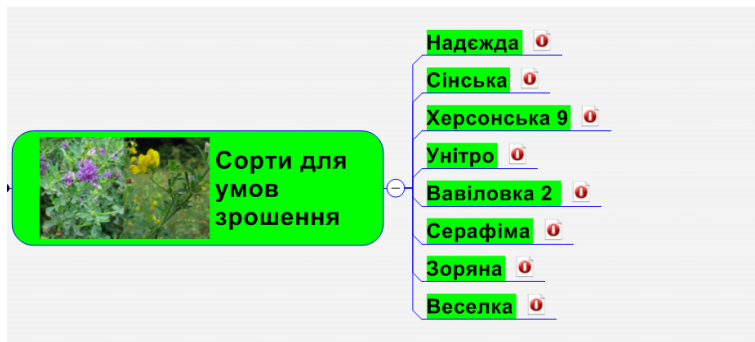 Сорти для
умов
зрошення
Надєжда
Сінська
Херсонська 9
Унітро
Вавіловка 2
Серафіма
Зоряна
Веселка